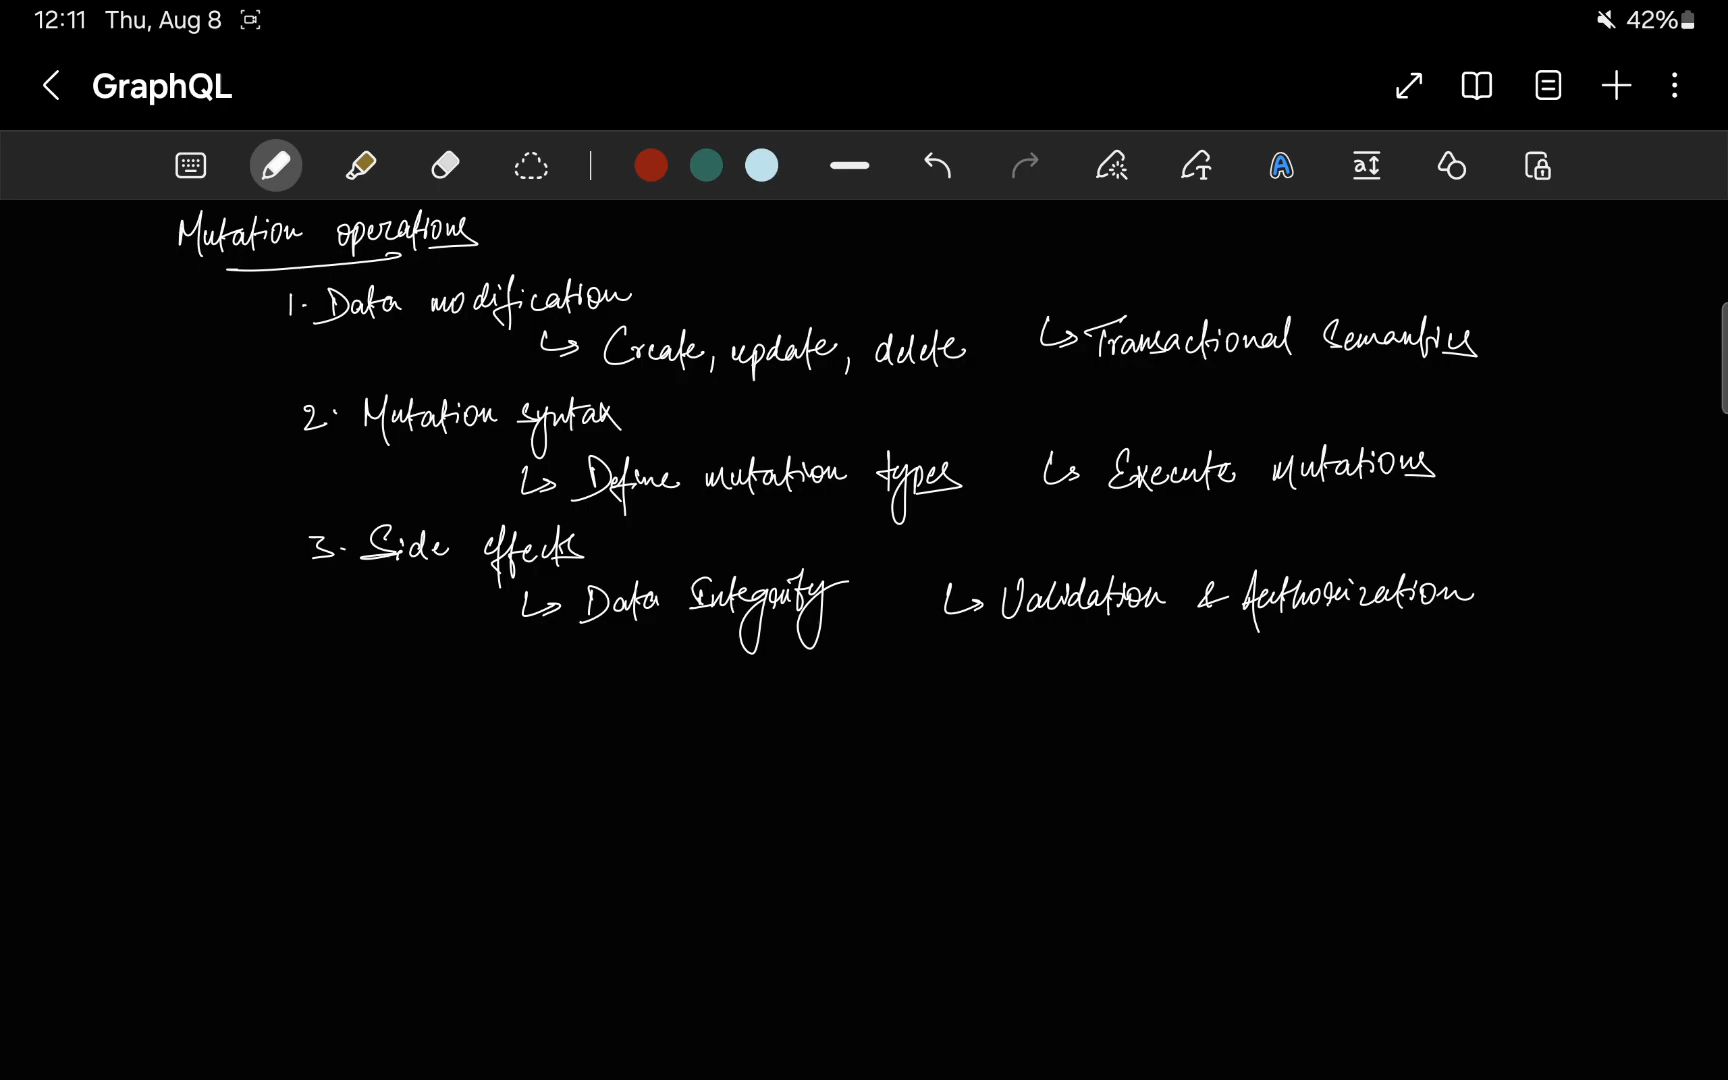 12:11 Thu, Aug 8 42%
GraphQL
Mutation operations
1. Data modification
↳ Create, update, delete ↳ Transactional Semantics
2. Mutation syntax
↳ Define mutation types ↳ Execute Mutations
3. Side effects
↳ Data Integrity ↳ Validation & Authorization